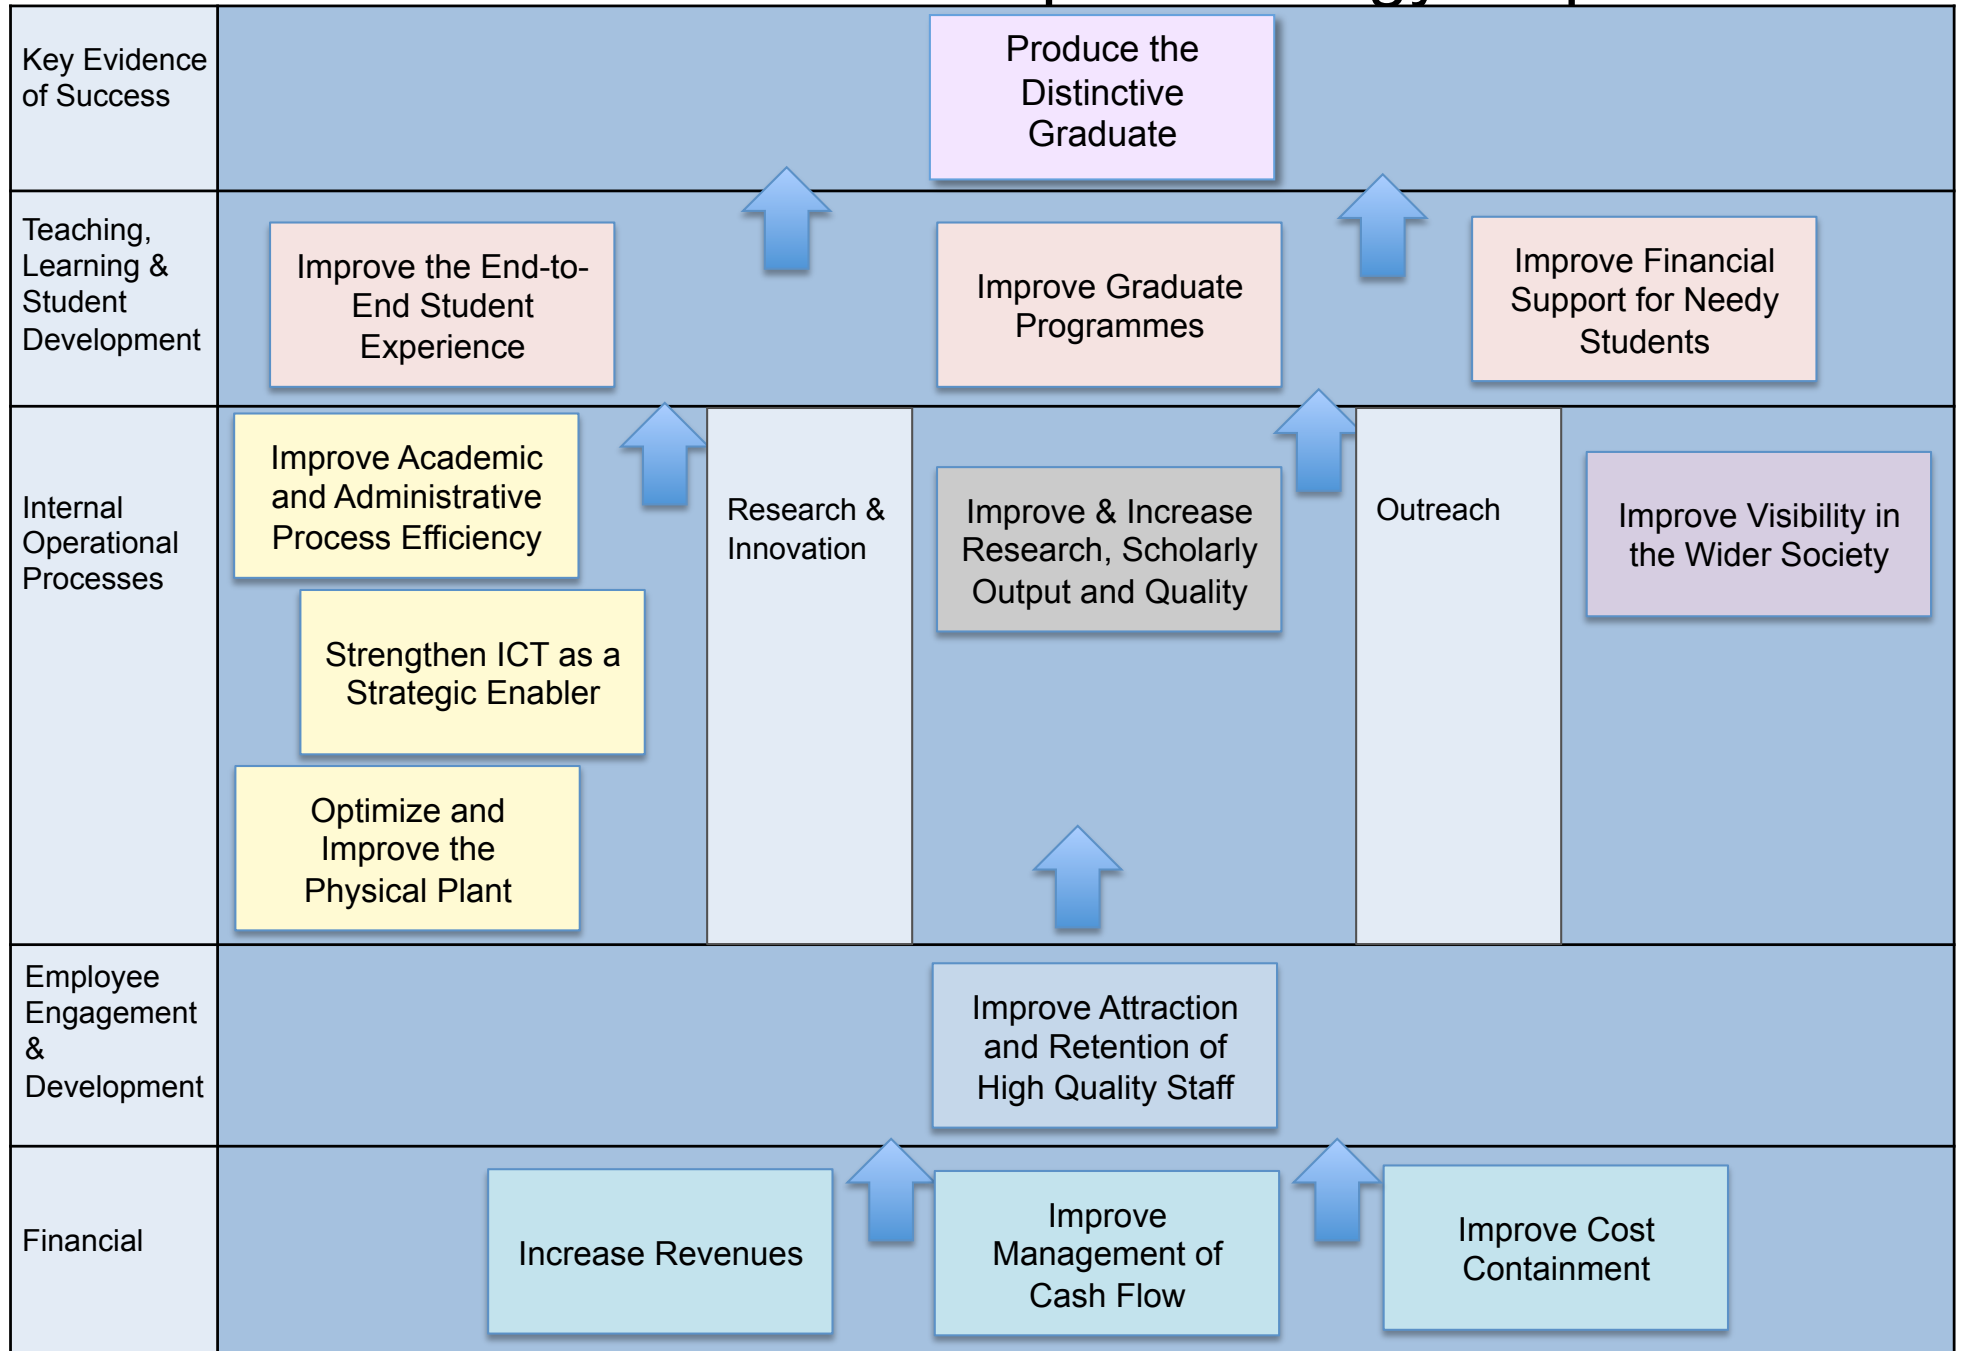 Key Evidence
of Success
Produce the
Distinctive
Graduate
Teaching,
Learning &
Student
Development
Improve the End-to-
End Student
Experience
Improve Graduate
Programmes
Improve Financial
Support for Needy
Students
Internal
Operational
Processes
Improve Academic
and Administrative
Process Efficiency
Strengthen ICT as a
Strategic Enabler
Optimize and
Improve the
Physical Plant
Research &
Innovation
Improve & Increase
Research, Scholarly
Output and Quality
Outreach
Improve Visibility in
the Wider Society
Employee
Engagement
&
Development
Improve Attraction
and Retention of
High Quality Staff
Financial
Increase Revenues
Improve
Management of
Cash Flow
Improve Cost
Containment